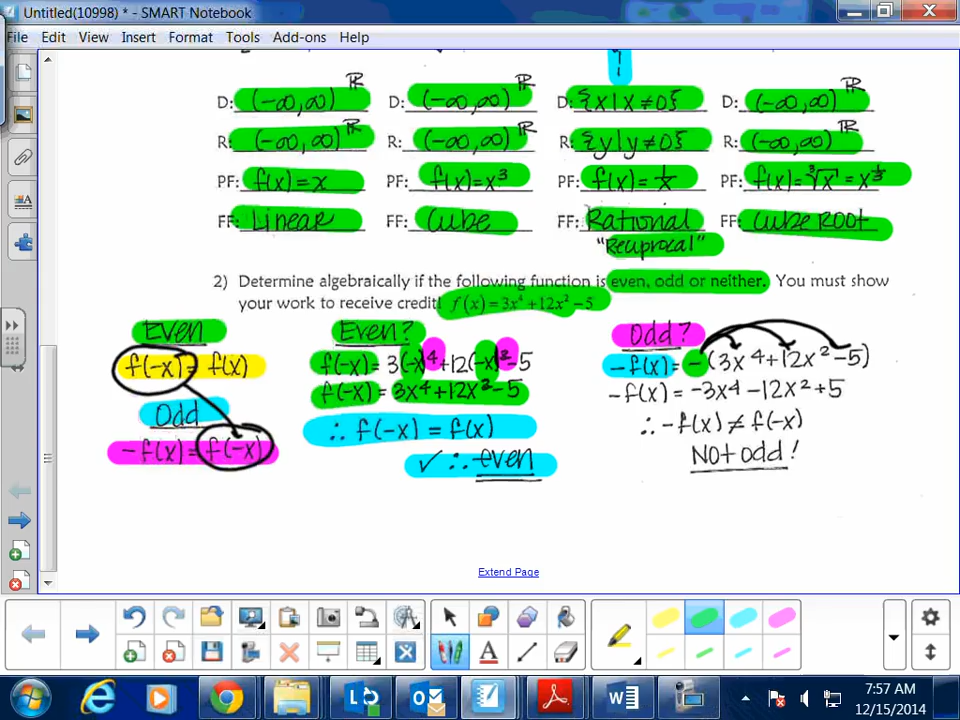 Untitled(10998) * - SMART Notebook
File Edit View Insert Format Tools Add-ons Help
D: (-∞,∞) ℝ D: (-∞,∞) ℝ D: {x|x≠0} D: (-∞,∞) ℝ
R: (-∞,∞) ℝ R: (-∞,∞) ℝ R: {y|y≠0} R: (-∞,∞) ℝ
PF: f(x)=x PF: f(x)=x³ PF: f(x)=1/x PF: f(x)=∛x=x^⅓
FF: Linear FF: Cube FF: Rational FF: Cube Root
"Reciprocal"
2) Determine algebraically if the following function is even, odd or neither. You must show
your work to receive credit! f(x)=3x⁴+12x²-5
Even Even? Odd?
f(-x)=f(x) f(-x)=3(-x)⁴+12(-x)²-5 -f(x)=-(3x⁴+12x²-5)
f(-x)=3x⁴+12x²-5 -f(x)=-3x⁴-12x²+5
Odd ∴ f(-x)=f(x) ∴-f(x)≠f(-x)
-f(x)=f(-x) ✓∴even Not odd!
Extend Page
7:57 AM
12/15/2014